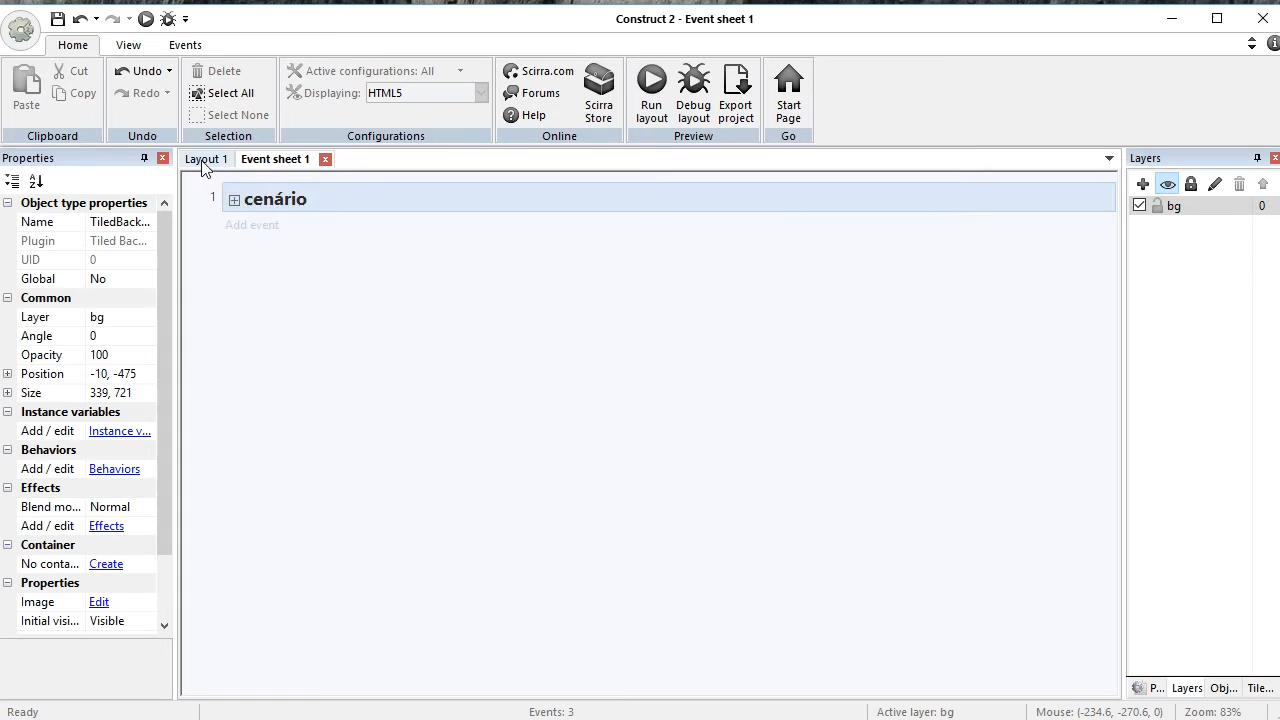 Construct 2 - Event sheet 1
Home View Events
Paste Cut Copy
Undo Redo
Delete Select All Select None
Active configurations: All
Displaying: HTML5
Scirra.com Forums Help
Scirra Store
Run layout
Debug layout
Export project
Start Page
Clipboard Undo Selection Configurations Online Preview Go
Properties
Layout 1 Event sheet 1
Layers
Object type properties
Name TiledBack...
Plugin Tiled Bac...
UID 0
Global No
Common
Layer bg
Angle 0
Opacity 100
Position -10, -475
Size 339, 721
Instance variables
Add / edit Instance v...
Behaviors
Add / edit Behaviors
Effects
Blend mo... Normal
Add / edit Effects
Container
No conta... Create
Properties
Image Edit
Initial visi... Visible
1 cenário
Add event
bg 0
P... Layers Obj... Tile...
Ready Events: 3 Active layer: bg Mouse: (-234.6, -270.6, 0) Zoom: 83%